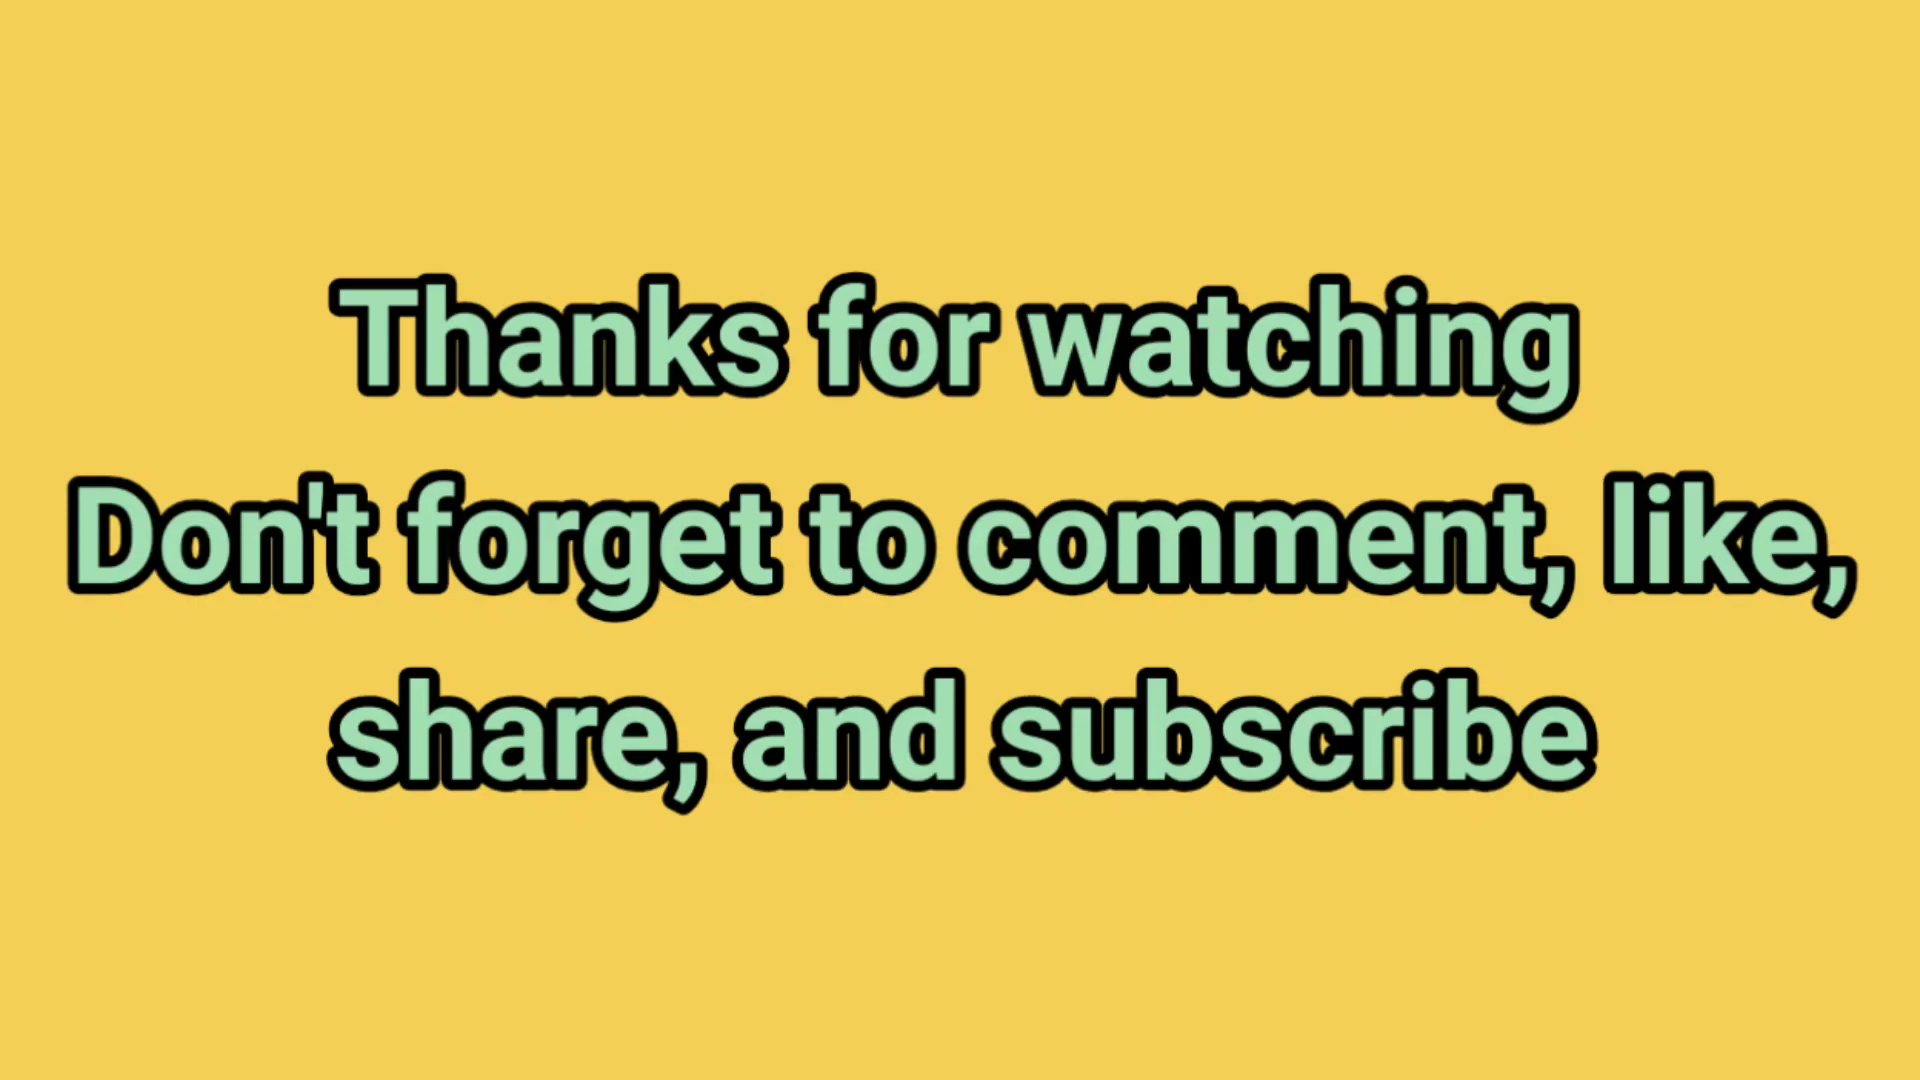 Thanks for watching
Don't forget to comment, like,
share, and subscribe